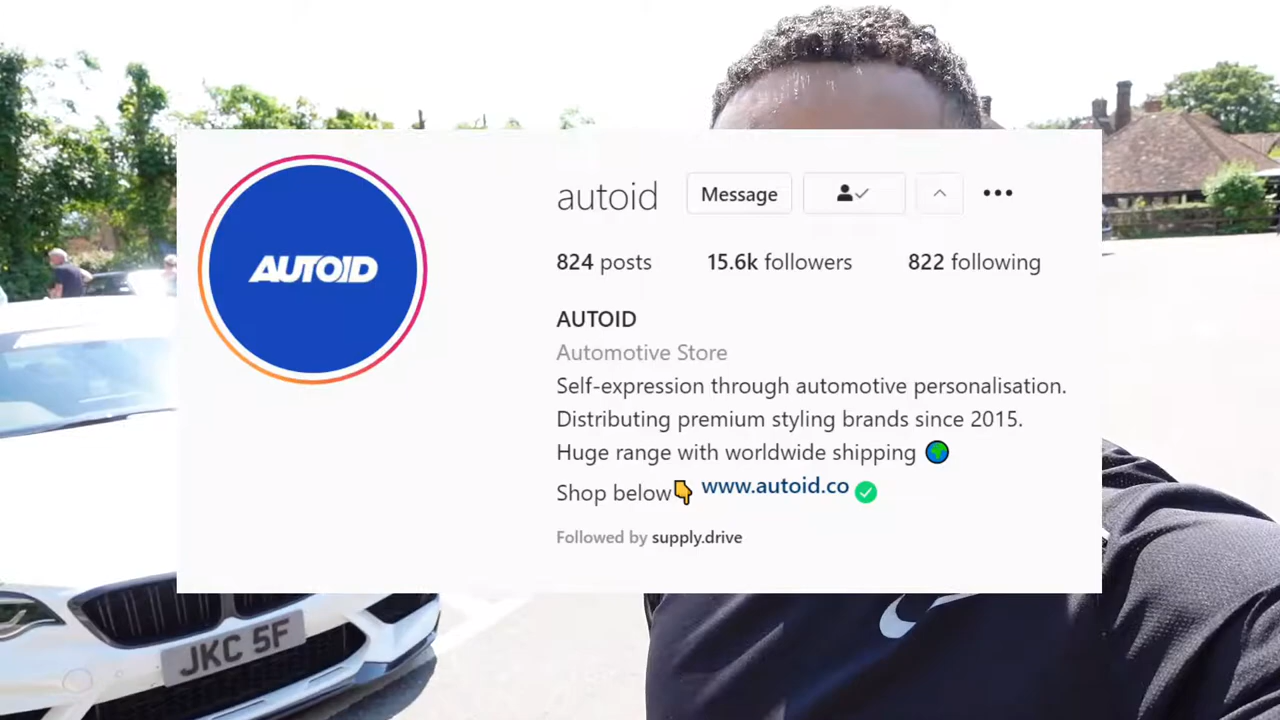 AUTOID
autoid Message
824 posts 15.6k followers 822 following
AUTOID
Automotive Store
Self-expression through automotive personalisation.
Distributing premium styling brands since 2015.
Huge range with worldwide shipping 🌍
Shop below👇 www.autoid.co ✅
Followed by supply.drive
JKC 5F